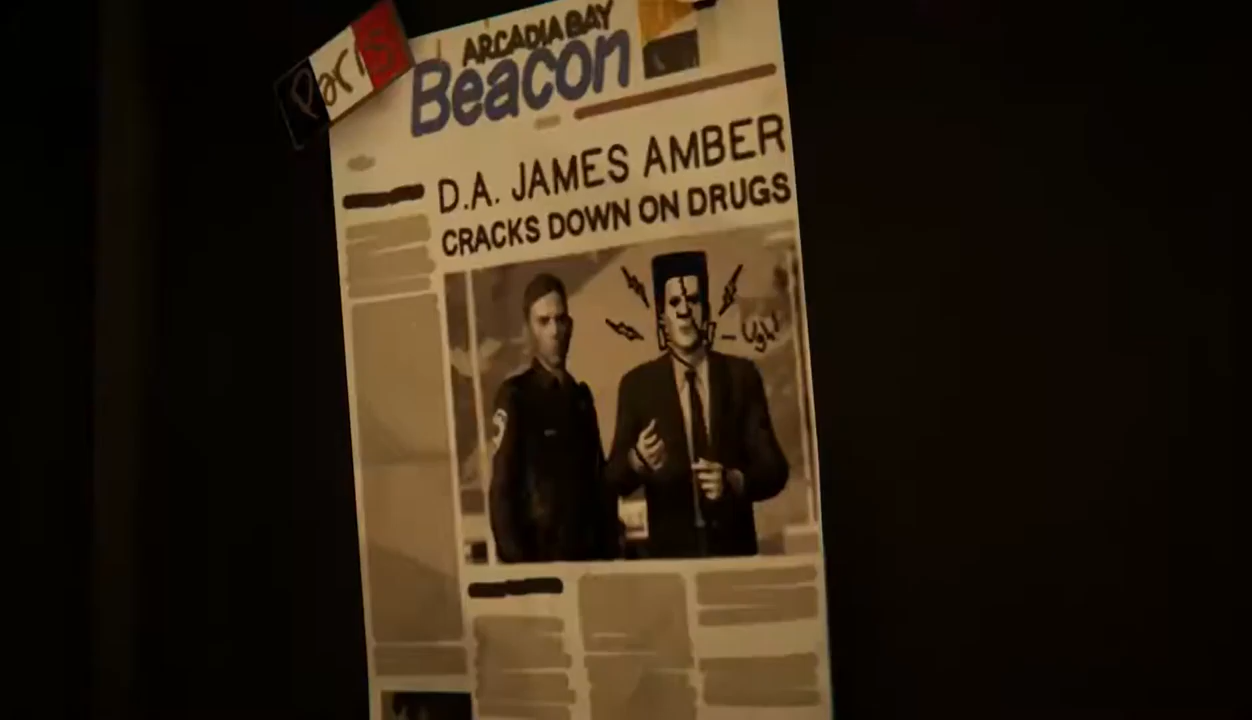 Paris
ARCADIA BAY
Beacon
D.A. JAMES AMBER
CRACKS DOWN ON DRUGS
Ugh!